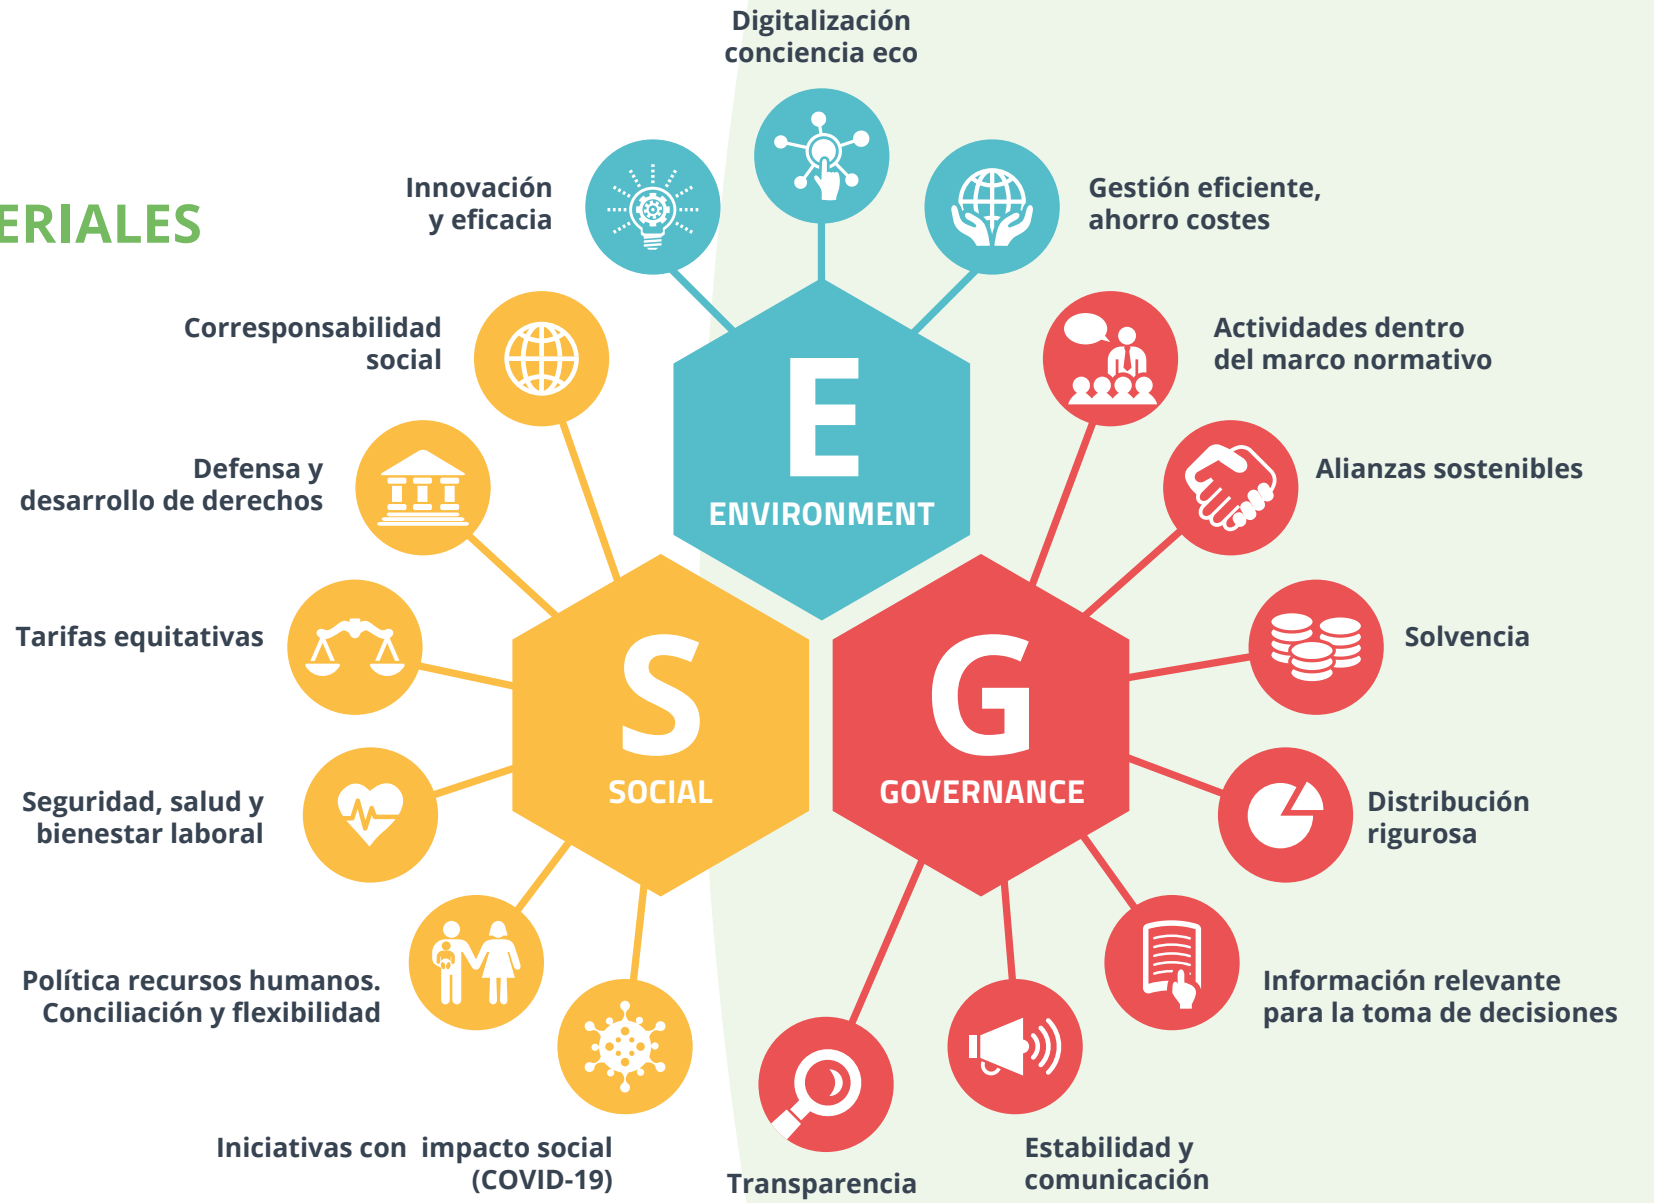 Digitalización
conciencia eco
Innovación
y eficacia
Gestión eficiente,
ahorro costes
ERIALES
Corresponsabilidad
social
Actividades dentro
del marco normativo
E
ENVIRONMENT
Defensa y
desarrollo de derechos
Alianzas sostenibles
Tarifas equitativas
Solvencia
S
SOCIAL
G
GOVERNANCE
Seguridad, salud y
bienestar laboral
Distribución
rigurosa
Política recursos humanos.
Conciliación y flexibilidad
Información relevante
para la toma de decisiones
Iniciativas con impacto social
(COVID-19)
Transparencia
Estabilidad y
comunicación